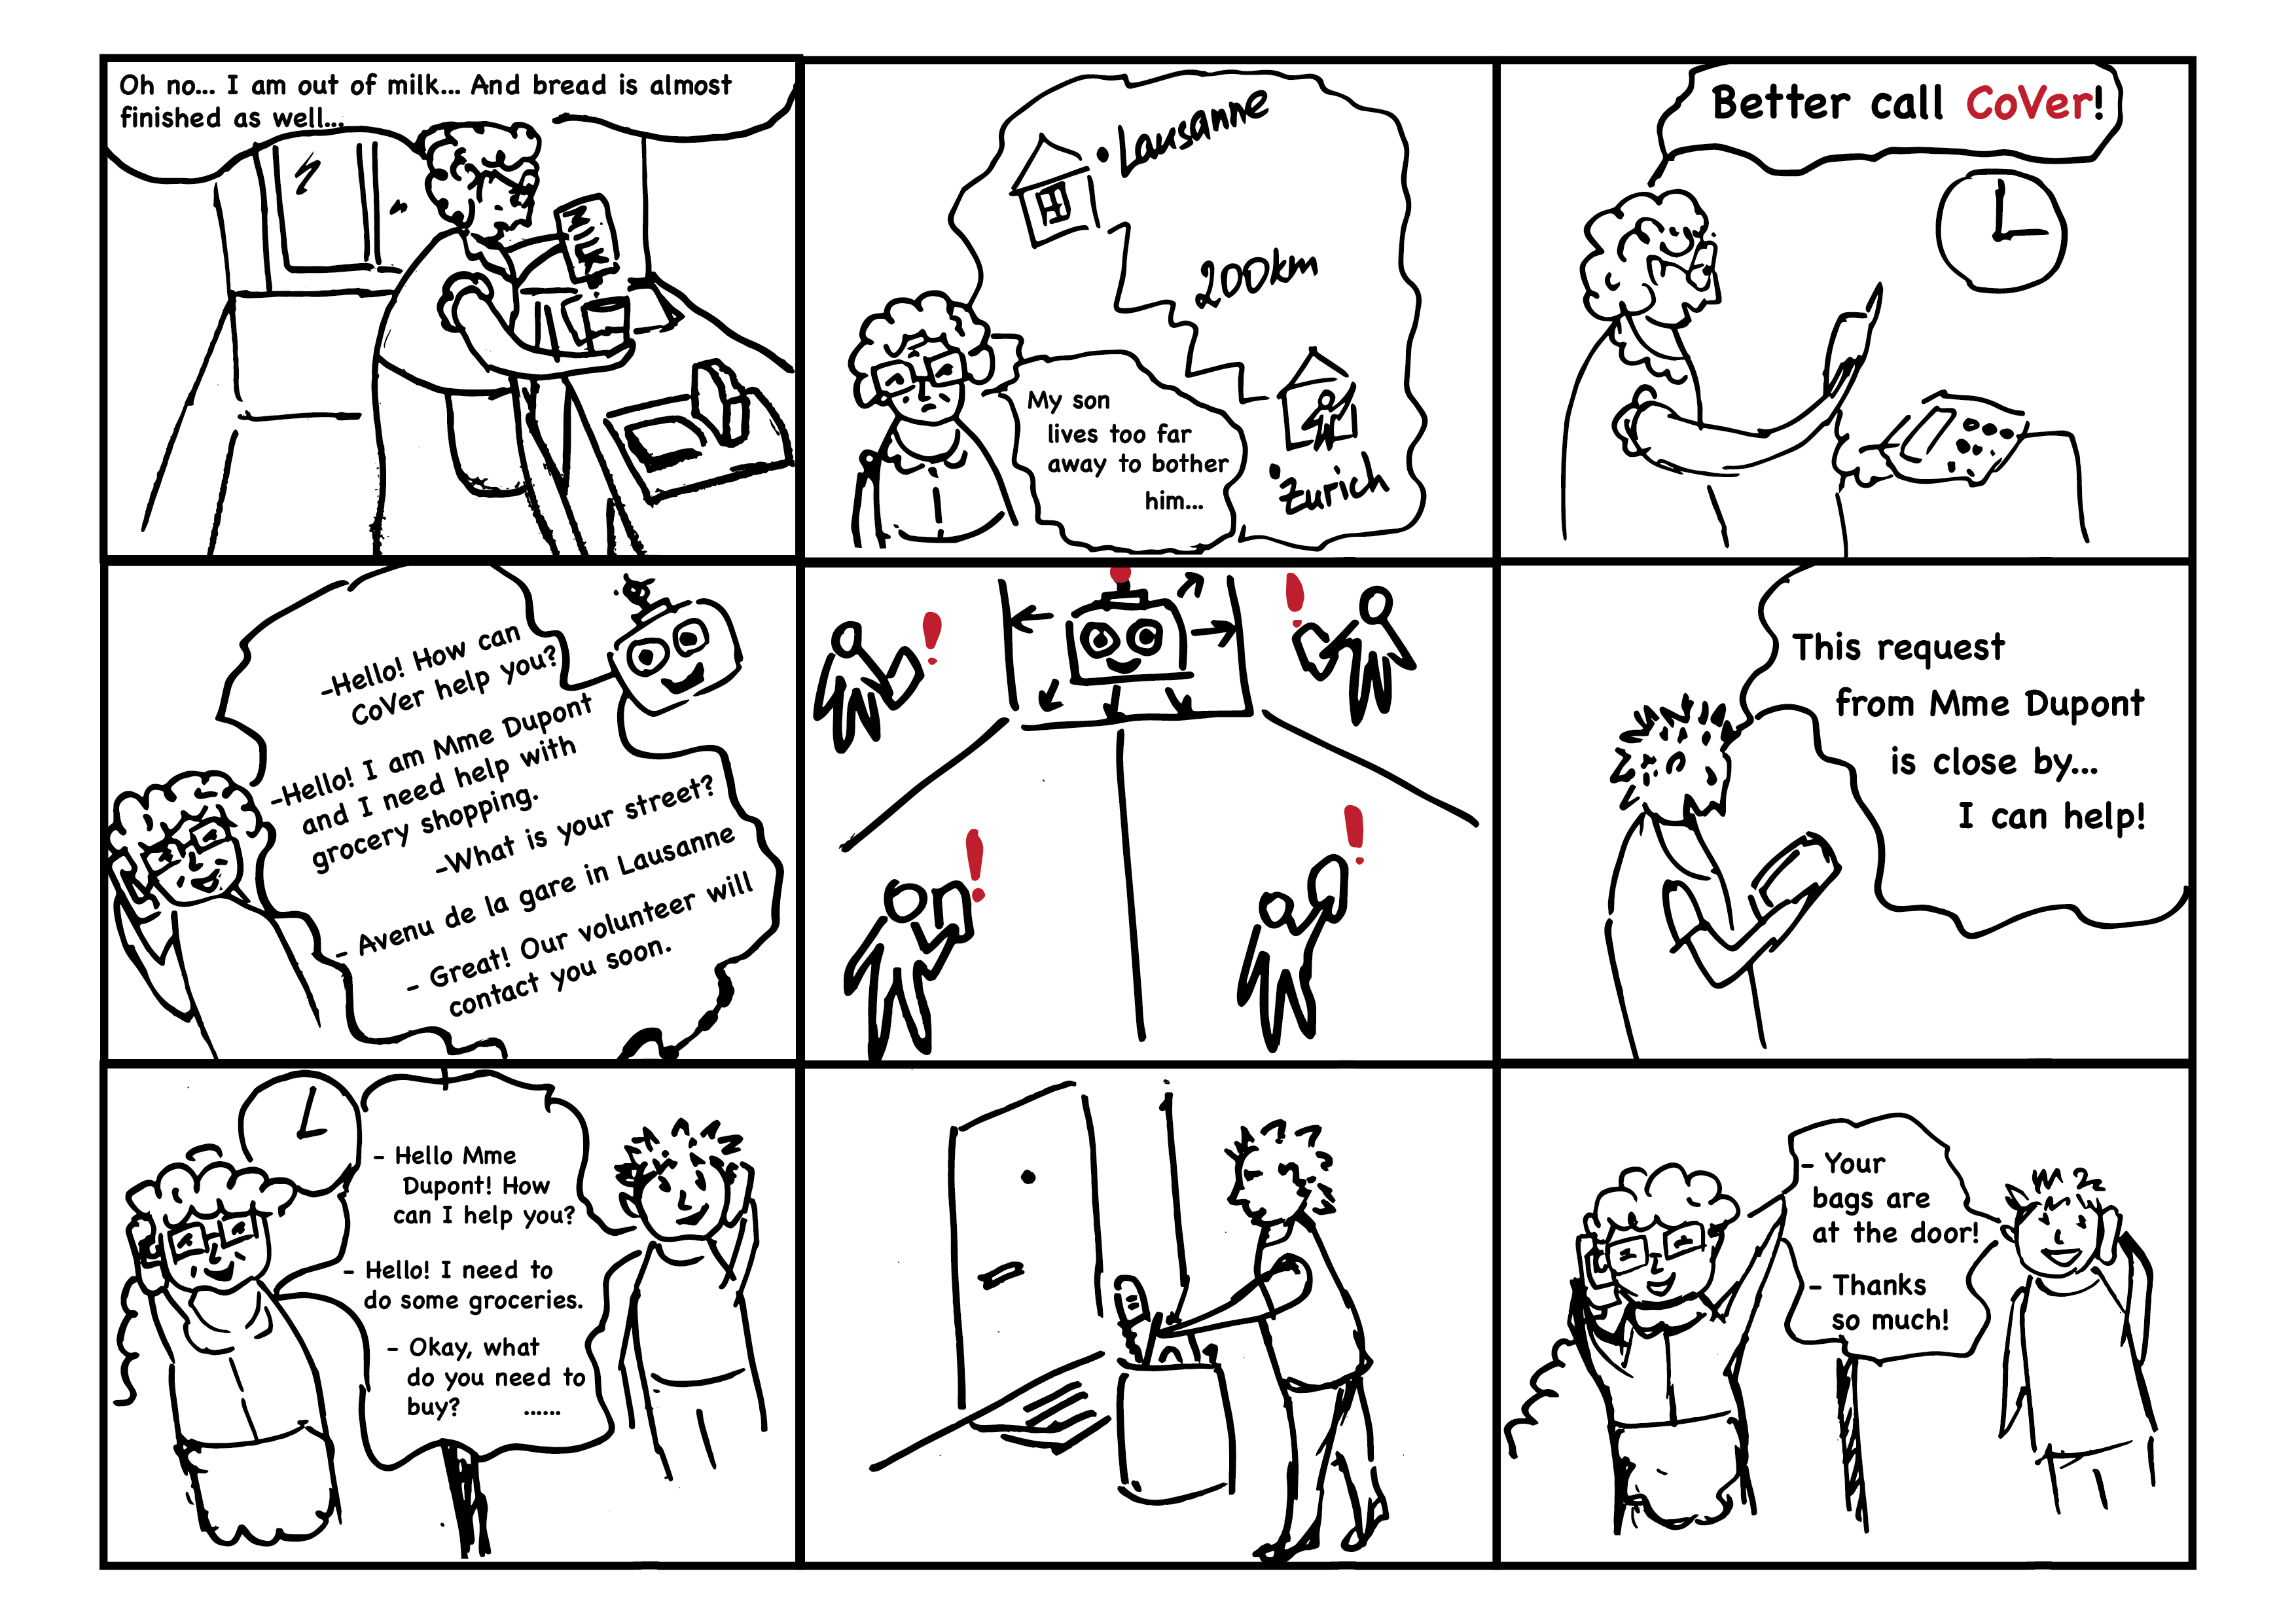 Oh no... I am out of milk... And bread is almost
finished as well...
MILK
Lausanne
200km
My son
lives too far
away to bother
him...
Zurich
Better call CoVer!
-Hello! How can
CoVer help you?
-Hello! I am Mme Dupont
and I need help with
grocery shopping.
-What is your street?
- Avenu de la gare in Lausanne
- Great! Our volunteer will
contact you soon.
!
!
!
!
This request
from Mme Dupont
is close by...
I can help!
- Hello Mme
Dupont! How
can I help you?
- Hello! I need to
do some groceries.
- Okay, what
do you need to
buy? ......
- Your
bags are
at the door!
- Thanks
so much!